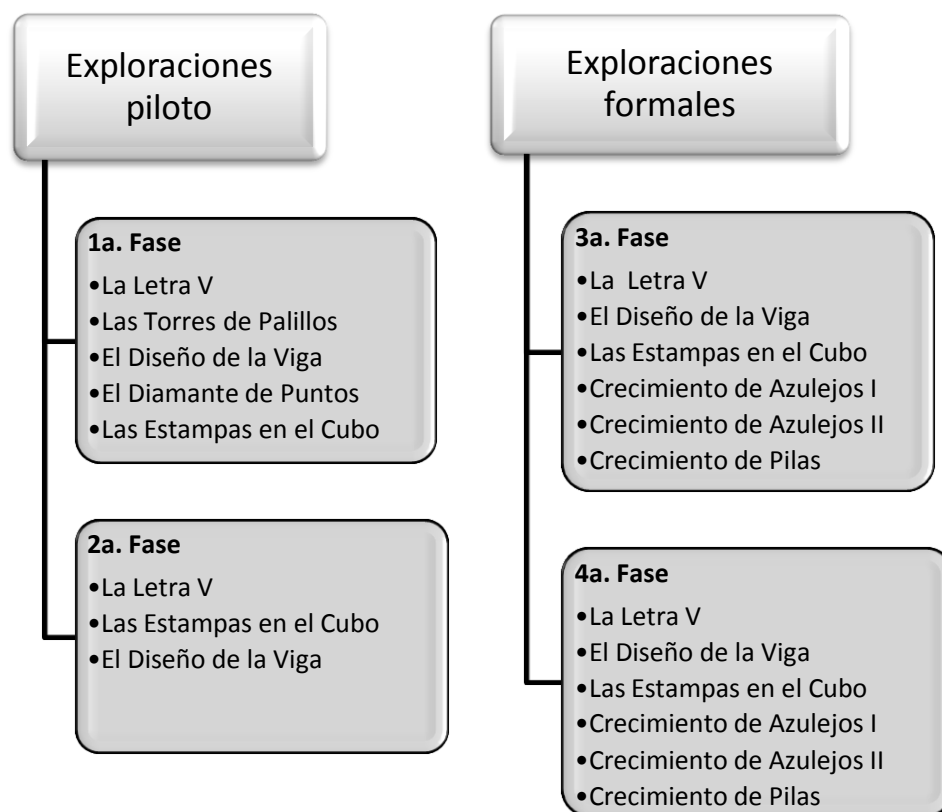 Exploraciones
piloto
1a. Fase
•La Letra V
•Las Torres de Palillos
•El Diseño de la Viga
•El Diamante de Puntos
•Las Estampas en el Cubo
2a. Fase
•La Letra V
•Las Estampas en el Cubo
•El Diseño de la Viga
Exploraciones
formales
3a. Fase
•La Letra V
•El Diseño de la Viga
•Las Estampas en el Cubo
•Crecimiento de Azulejos I
•Crecimiento de Azulejos II
•Crecimiento de Pilas
4a. Fase
•La Letra V
•El Diseño de la Viga
•Las Estampas en el Cubo
•Crecimiento de Azulejos I
•Crecimiento de Azulejos II
•Crecimiento de Pilas